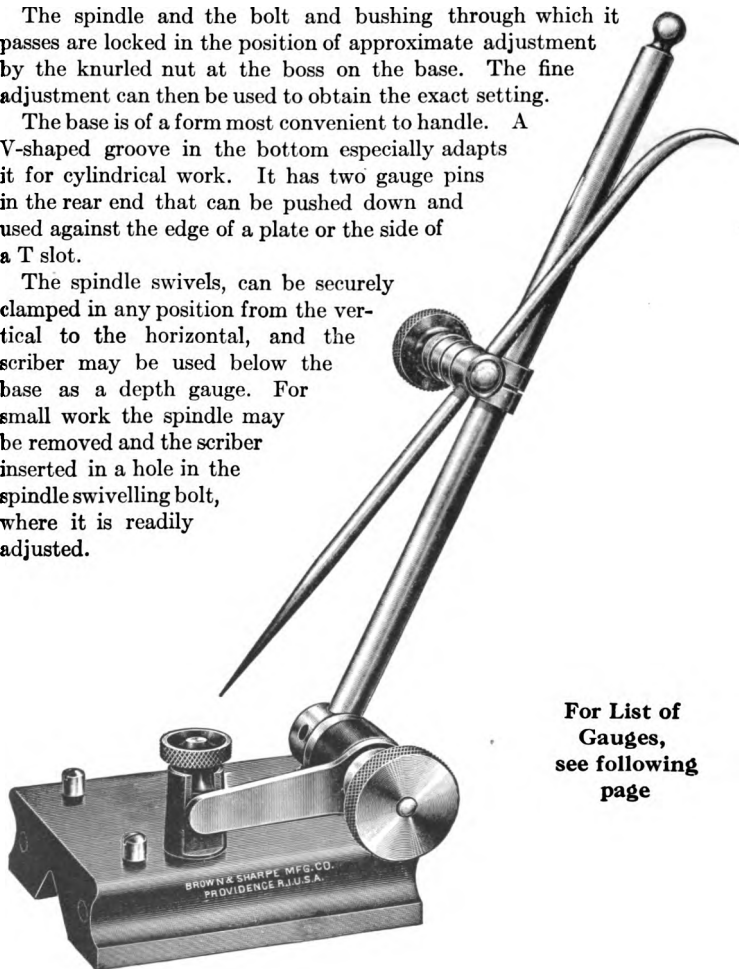 The spindle and the bolt and bushing through which it
passes are locked in the position of approximate adjustment
by the knurled nut at the boss on the base. The fine
adjustment can then be used to obtain the exact setting.
The base is of a form most convenient to handle. A
V-shaped groove in the bottom especially adapts
it for cylindrical work. It has two gauge pins
in the rear end that can be pushed down and
used against the edge of a plate or the side of
a T slot.
The spindle swivels, can be securely
clamped in any position from the ver-
tical to the horizontal, and the
scriber may be used below the
base as a depth gauge. For
small work the spindle may
be removed and the scriber
inserted in a hole in the
spindle swivelling bolt,
where it is readily
adjusted.
For List of
Gauges,
see following
page
BROWN & SHARPE MFG. CO.
PROVIDENCE R.I. U.S.A.